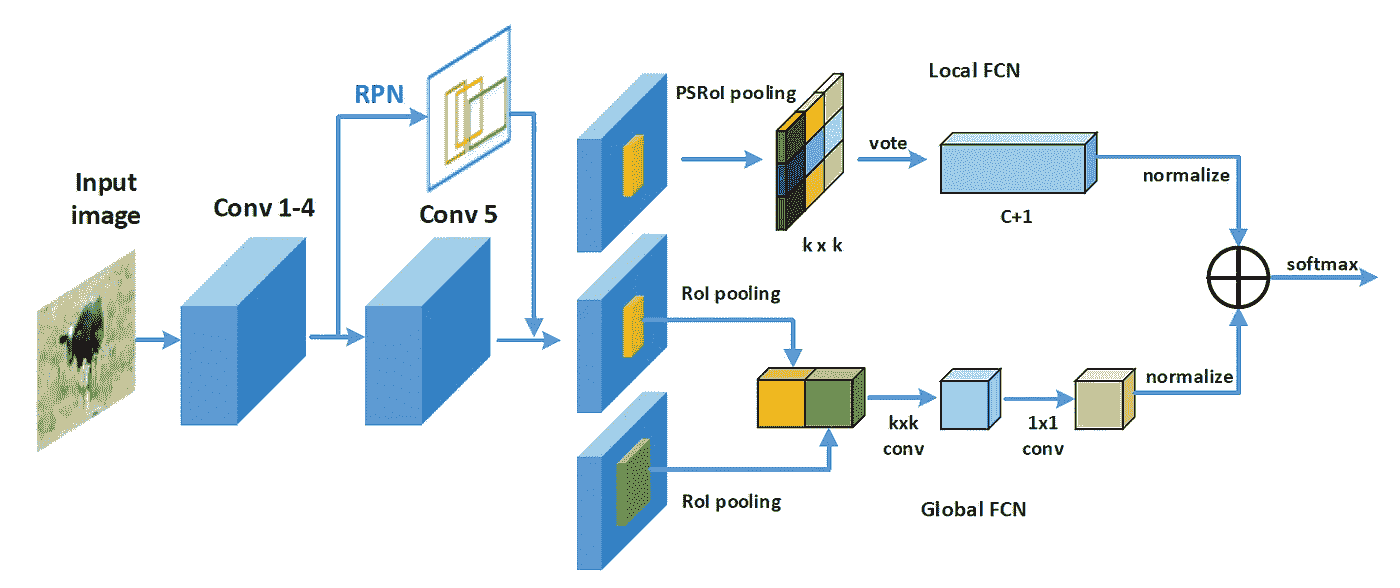 Input
image
Conv 1-4
RPN
Conv 5
PSRoI pooling
k x k
vote
Local FCN
C+1
normalize
RoI pooling
RoI pooling
kxk
conv
1x1
conv
normalize
Global FCN
softmax